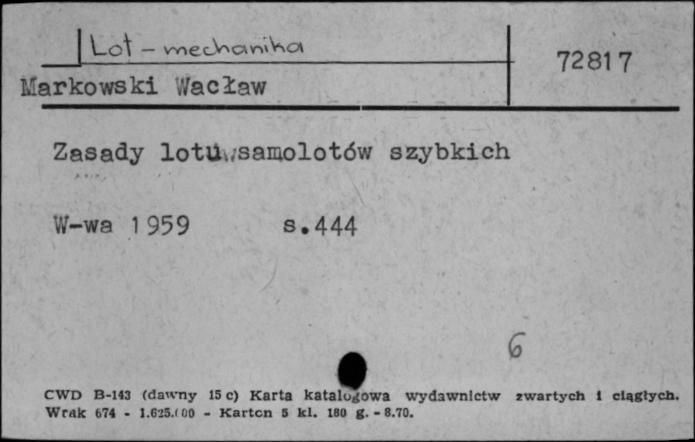 Lot - mechanika
72817
Markowski Wacław
Zasady lotu samolotów szybkich
W-wa 1959 s.444
6
CWD B-143 (dawny 15 c) Karta katalogowa wydawnictw zwartych i ciągłych.
Wrak 674 - 1.625.000 - Karton 5 kl. 180 g. - 8.70.